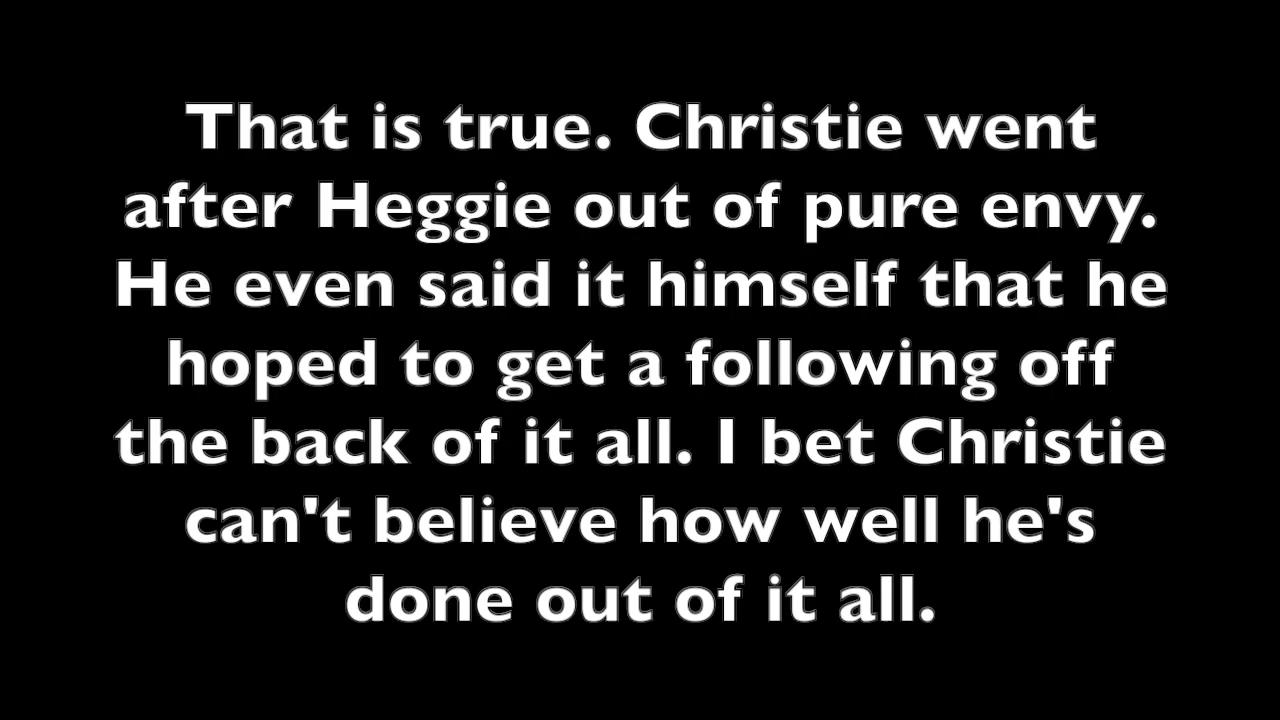 That is true. Christie went
after Heggie out of pure envy.
He even said it himself that he
hoped to get a following off
the back of it all. I bet Christie
can't believe how well he's
done out of it all.